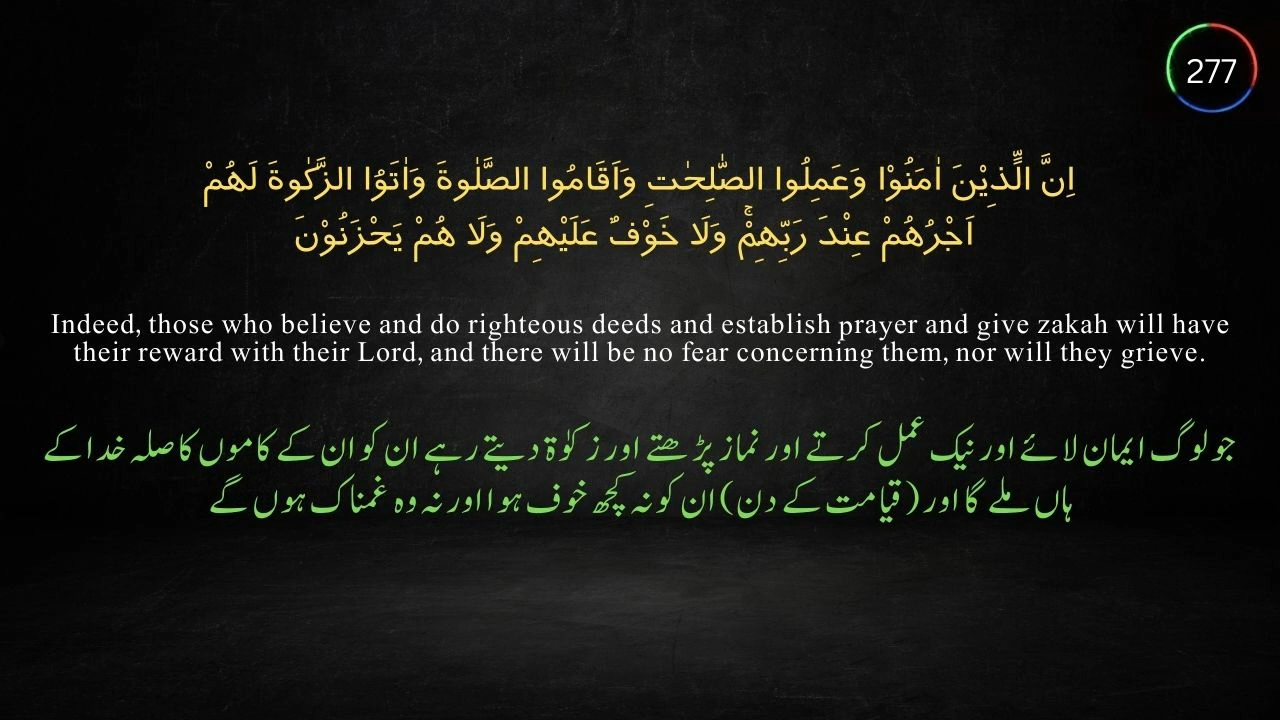 277
اِنَّ الَّذِيْنَ اٰمَنُوْا وَعَمِلُوا الصّٰلِحٰتِ وَاَقَامُوا الصَّلٰوةَ وَاٰتَوُا الزَّكٰوةَ لَهُمْ
اَجْرُهُمْ عِنْدَ رَبِّهِمْۚ وَلَا خَوْفٌ عَلَيْهِمْ وَلَا هُمْ يَحْزَنُوْنَ
Indeed, those who believe and do righteous deeds and establish prayer and give zakah will have
their reward with their Lord, and there will be no fear concerning them, nor will they grieve.
جو لوگ ایمان لائے اور نیک عمل کرتے اور نماز پڑھتے اور زکوٰة دیتے رہے ان کو ان کے کاموں کا صلہ خدا کے
ہاں ملے گا اور (قیامت کے دن) ان کو نہ کچھ خوف ہوا اور نہ وہ غمناک ہوں گے